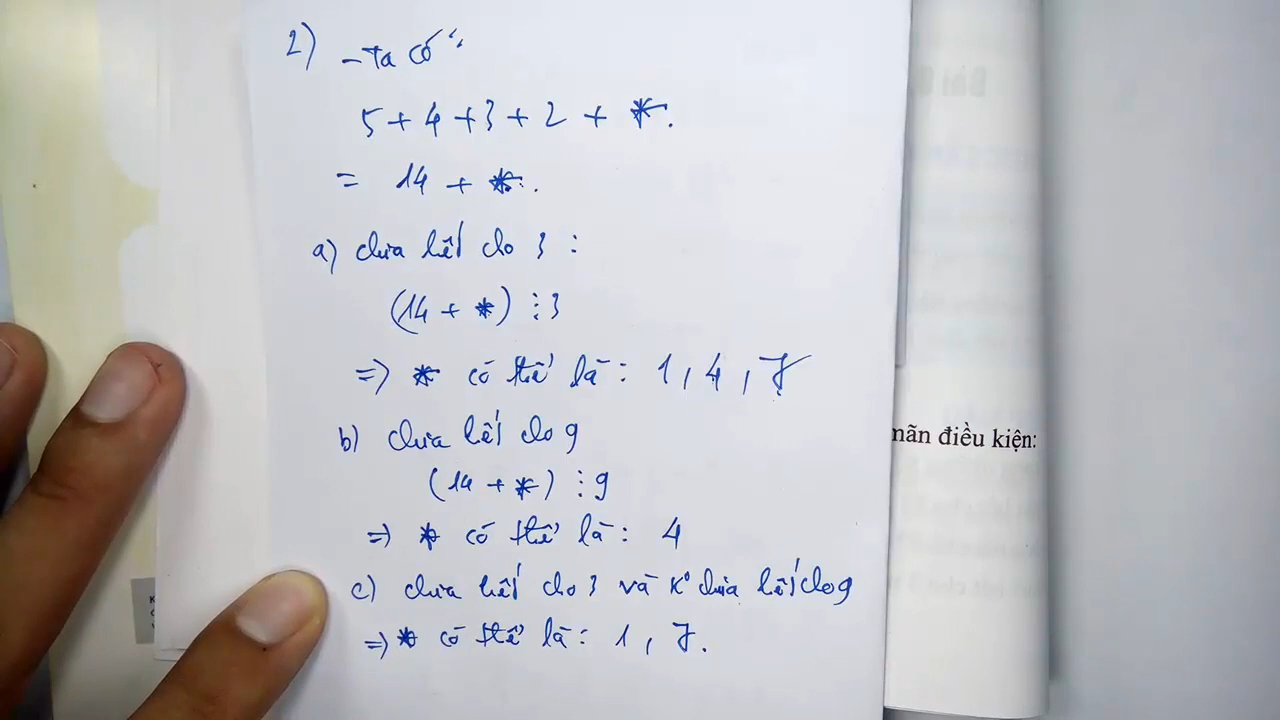 2) - Ta có:
5 + 4 + 3 + 2 + *.
= 14 + *.
a) chia hết cho 3 :
(14 + *) ⋮ 3
=> * có thể là : 1, 4, 7
b) chia hết cho 9
(14 + *) ⋮ 9
=> * có thể là : 4
c) chia hết cho 3 và K° chia hết cho 9
=> * có thể là : 1, 7.
mãn điều kiện: